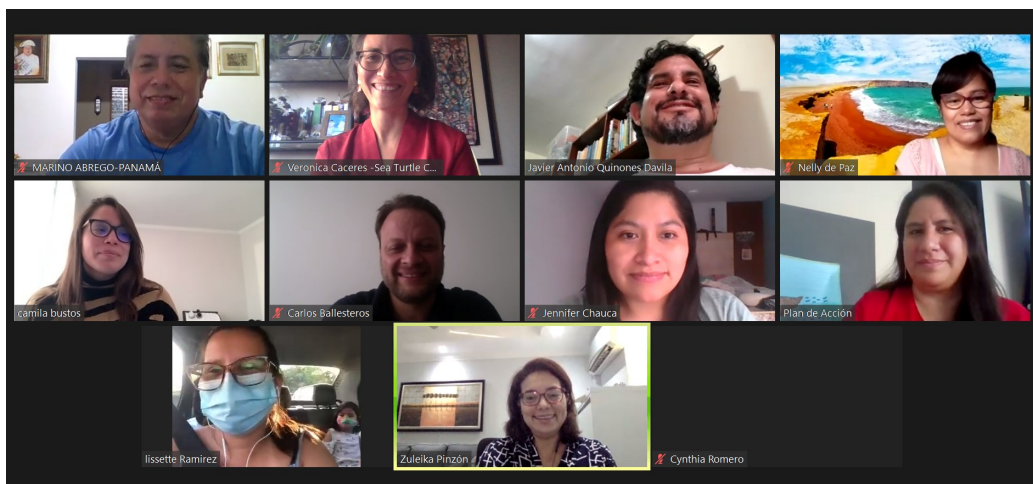 MARINO ABREGO-PANAMÁ
Veronica Caceres -Sea Turtle C...
Javier Antonio Quinones Davila
Nelly de Paz
camila bustos
Carlos Ballesteros
Jennifer Chauca
Plan de Acción
lissette Ramírez
Zuleika Pinzón
Cynthia Romero